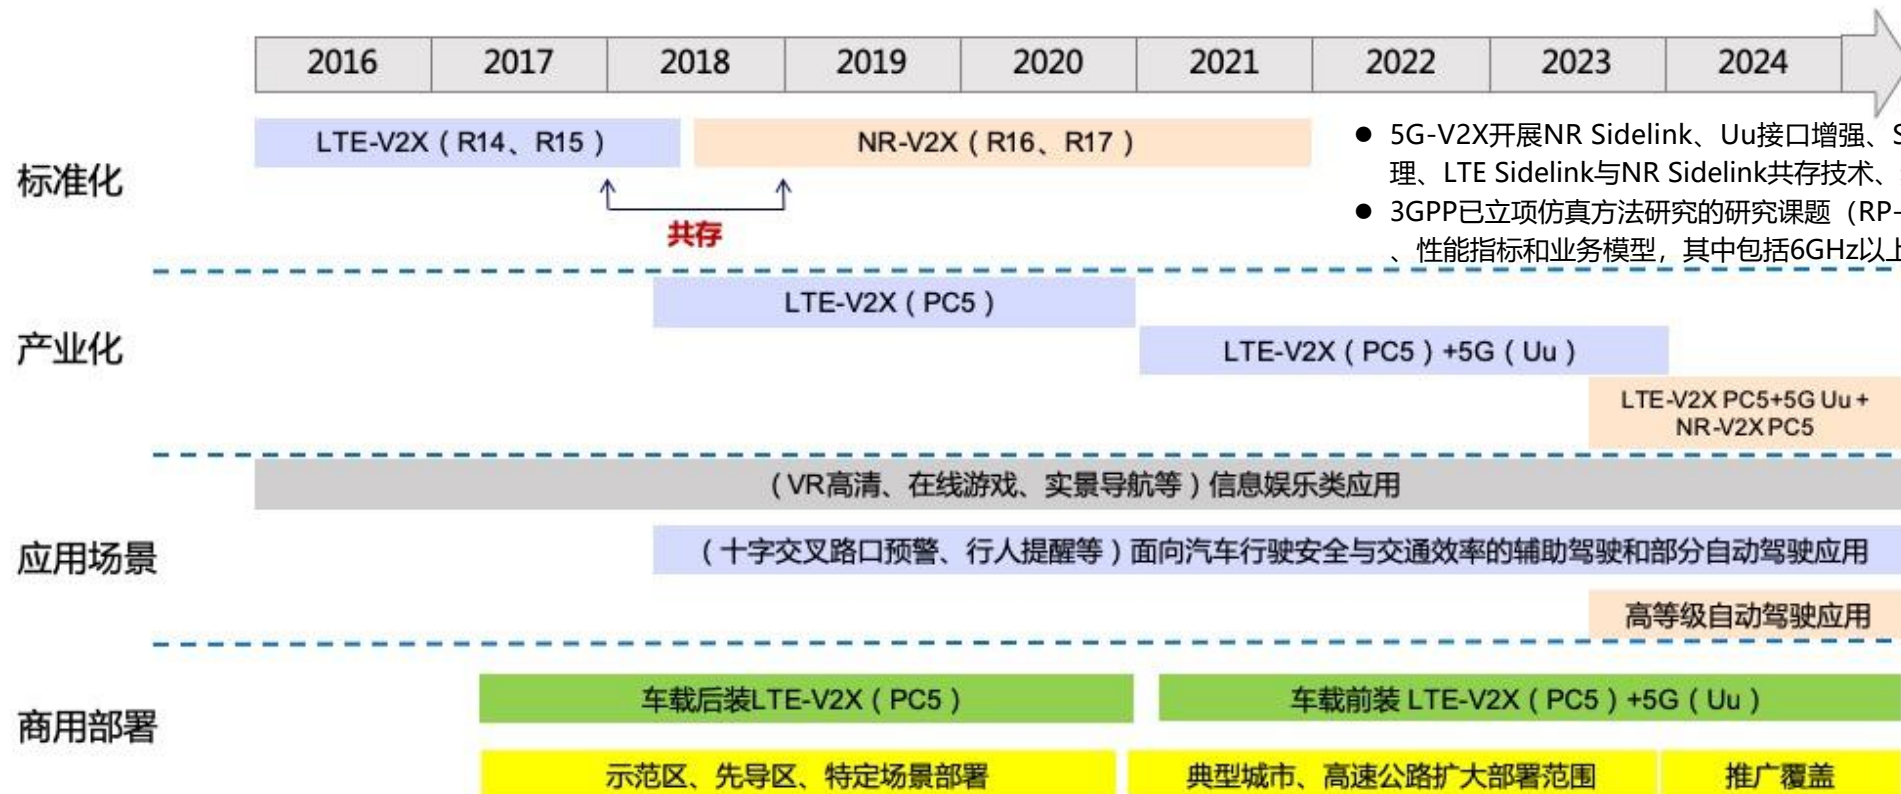 2016 2017 2018 2019 2020 2021 2022 2023 2024
标准化
LTE-V2X（R14、R15）
NR-V2X（R16、R17）
共存
● 5G-V2X开展NR Sidelink、Uu接口增强、
理、LTE Sidelink与NR Sidelink共存技术、
● 3GPP已立项仿真方法研究的研究课题（RP-
、性能指标和业务模型，其中包括6GHz以上
产业化
LTE-V2X（PC5）
LTE-V2X（PC5）+5G（Uu）
LTE-V2X PC5+5G Uu +
NR-V2X PC5
应用场景
（VR高清、在线游戏、实景导航等）信息娱乐类应用
（十字交叉路口预警、行人提醒等）面向汽车行驶安全与交通效率的辅助驾驶和部分自动驾驶应用
高等级自动驾驶应用
商用部署
车载后装LTE-V2X（PC5）
车载前装 LTE-V2X（PC5）+5G（Uu）
示范区、先导区、特定场景部署
典型城市、高速公路扩大部署范围
推广覆盖